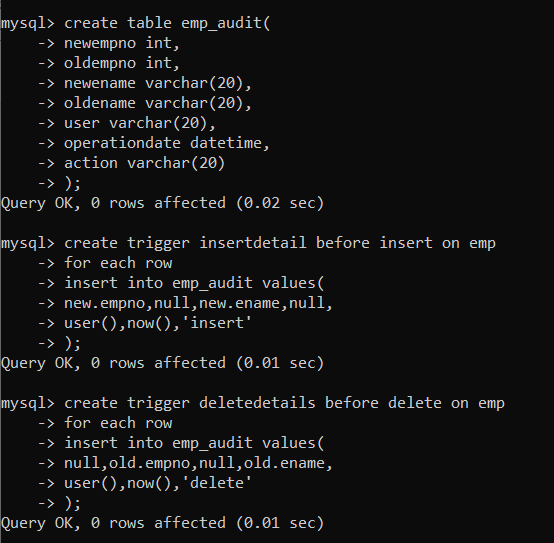 mysql> create table emp_audit(
    -> newempno int,
    -> oldempno int,
    -> newename varchar(20),
    -> oldename varchar(20),
    -> user varchar(20),
    -> operationdate datetime,
    -> action varchar(20)
    -> );
Query OK, 0 rows affected (0.02 sec)

mysql> create trigger insertdetail before insert on emp
    -> for each row
    -> insert into emp_audit values(
    -> new.empno,null,new.ename,null,
    -> user(),now(),'insert'
    -> );
Query OK, 0 rows affected (0.01 sec)

mysql> create trigger deletedetails before delete on emp
    -> for each row
    -> insert into emp_audit values(
    -> null,old.empno,null,old.ename,
    -> user(),now(),'delete'
    -> );
Query OK, 0 rows affected (0.01 sec)